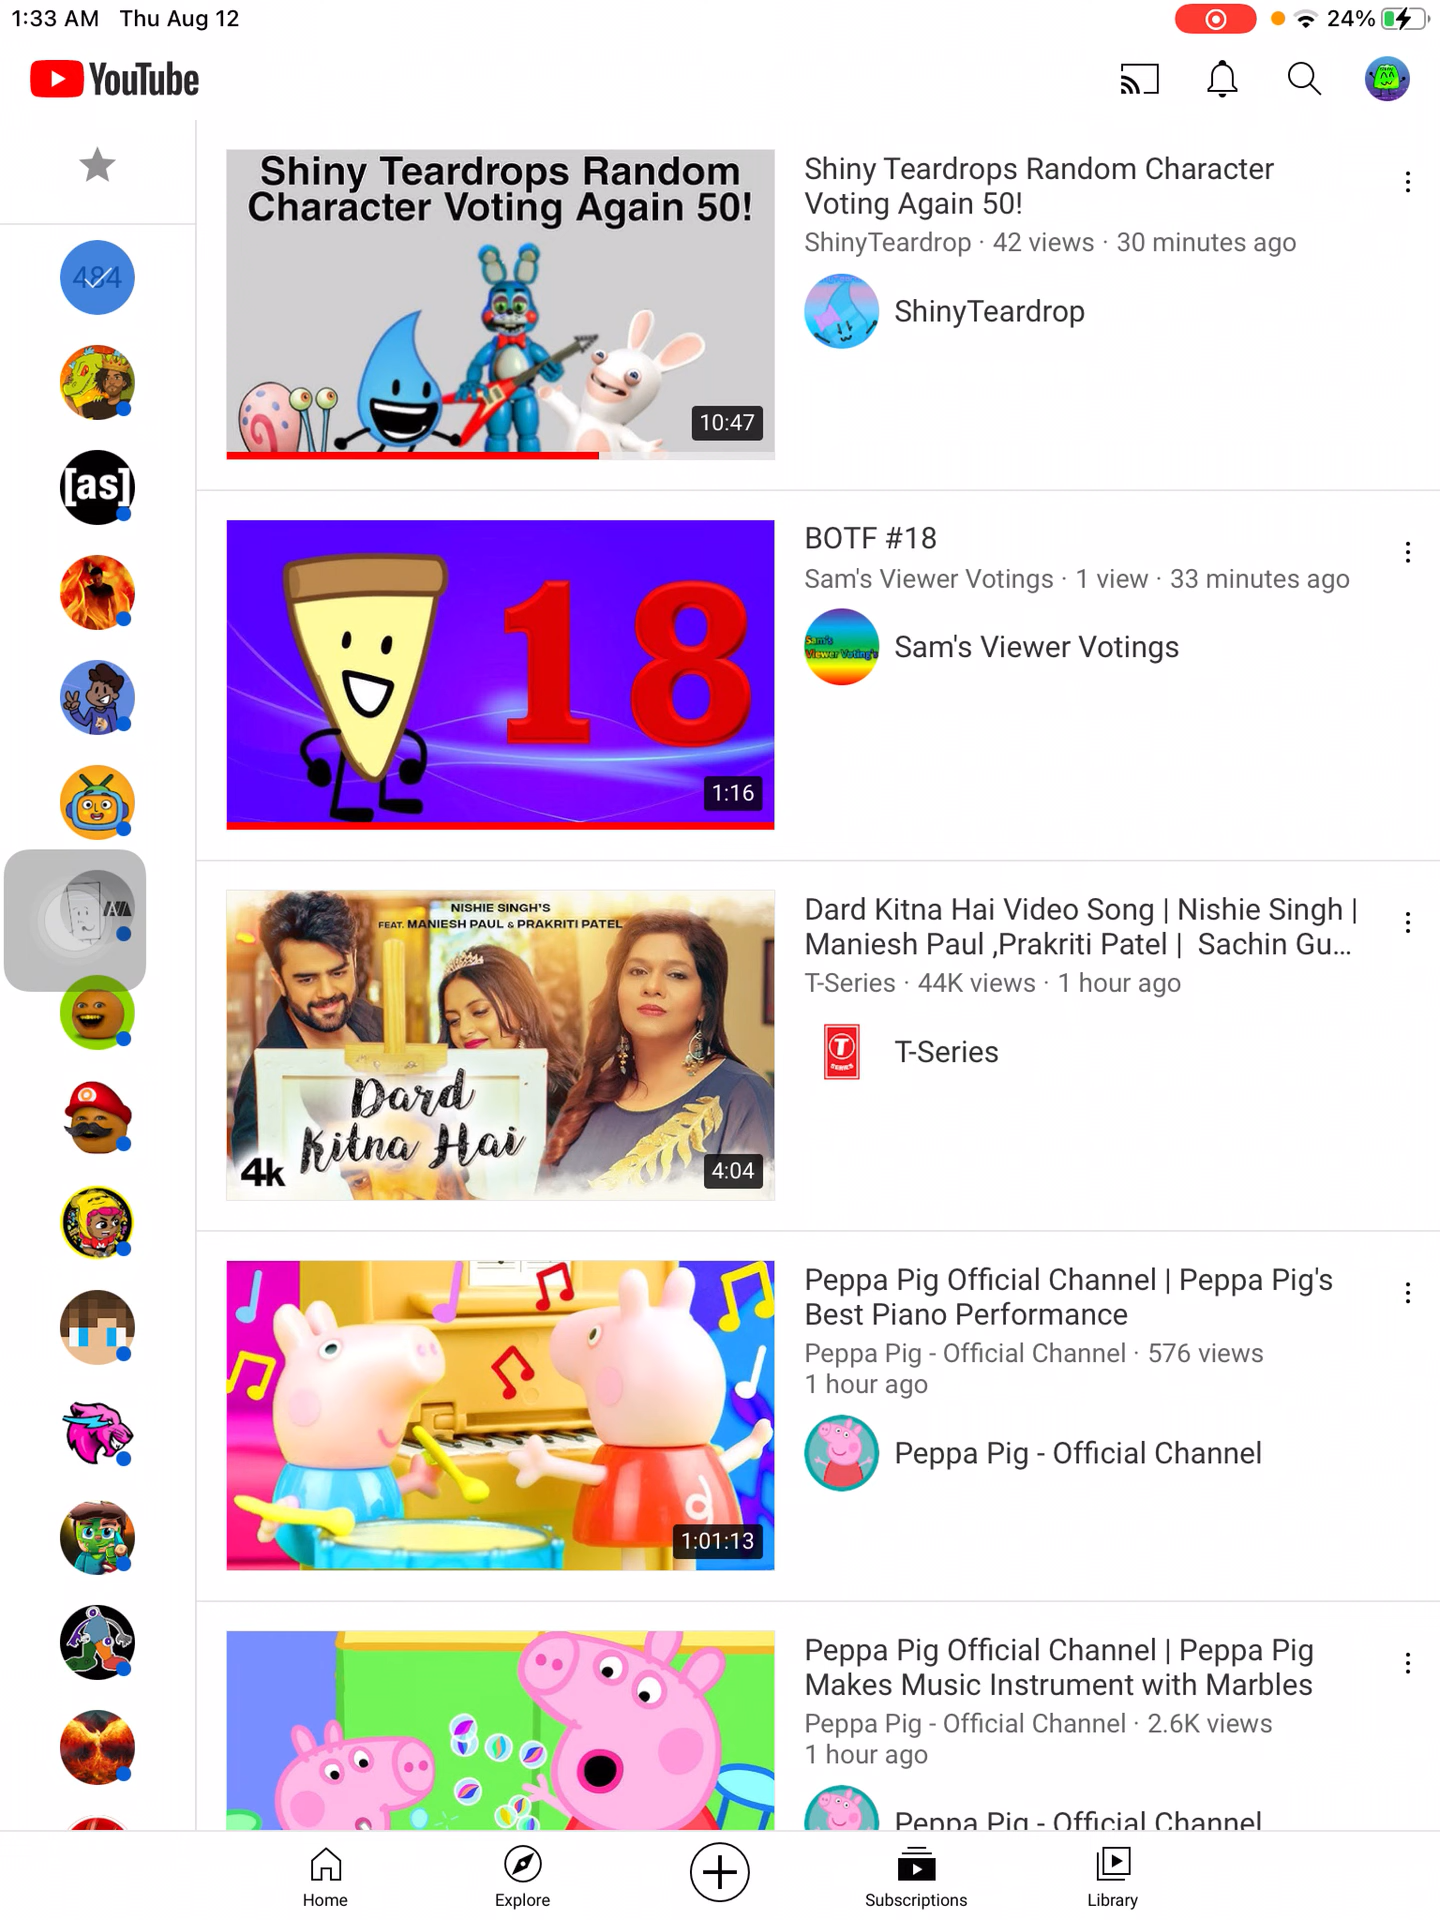 1:33 AM Thu Aug 12
24%
YouTube
Shiny Teardrops Random
Character Voting Again 50!
10:47
Shiny Teardrops Random Character
Voting Again 50!
ShinyTeardrop · 42 views · 30 minutes ago
ShinyTeardrop
484
[as]
18
1:16
BOTF #18
Sam's Viewer Votings · 1 view · 33 minutes ago
Sam's
Viewer Voting's
Sam's Viewer Votings
NISHIE SINGH'S
FEAT. MANIESH PAUL & PRAKRITI PATEL
Dard
Kitna Hai
4k
4:04
Dard Kitna Hai Video Song | Nishie Singh |
Maniesh Paul ,Prakriti Patel | Sachin Gu...
T-Series · 44K views · 1 hour ago
T
SERIES
T-Series
1:01:13
Peppa Pig Official Channel | Peppa Pig's
Best Piano Performance
Peppa Pig - Official Channel · 576 views
1 hour ago
Peppa Pig - Official Channel
Peppa Pig Official Channel | Peppa Pig
Makes Music Instrument with Marbles
Peppa Pig - Official Channel · 2.6K views
1 hour ago
Peppa Pig - Official Channel
Home
Explore
Subscriptions
Library